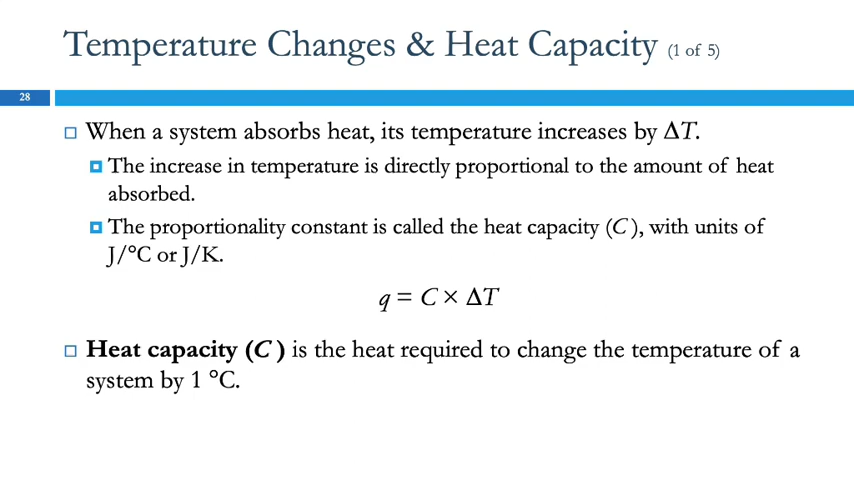 Temperature Changes & Heat Capacity (1 of 5)
28
When a system absorbs heat, its temperature increases by ΔT.
The increase in temperature is directly proportional to the amount of heat
absorbed.
The proportionality constant is called the heat capacity (C ), with units of
J/°C or J/K.
q = C × ΔT
Heat capacity (C ) is the heat required to change the temperature of a
system by 1 °C.